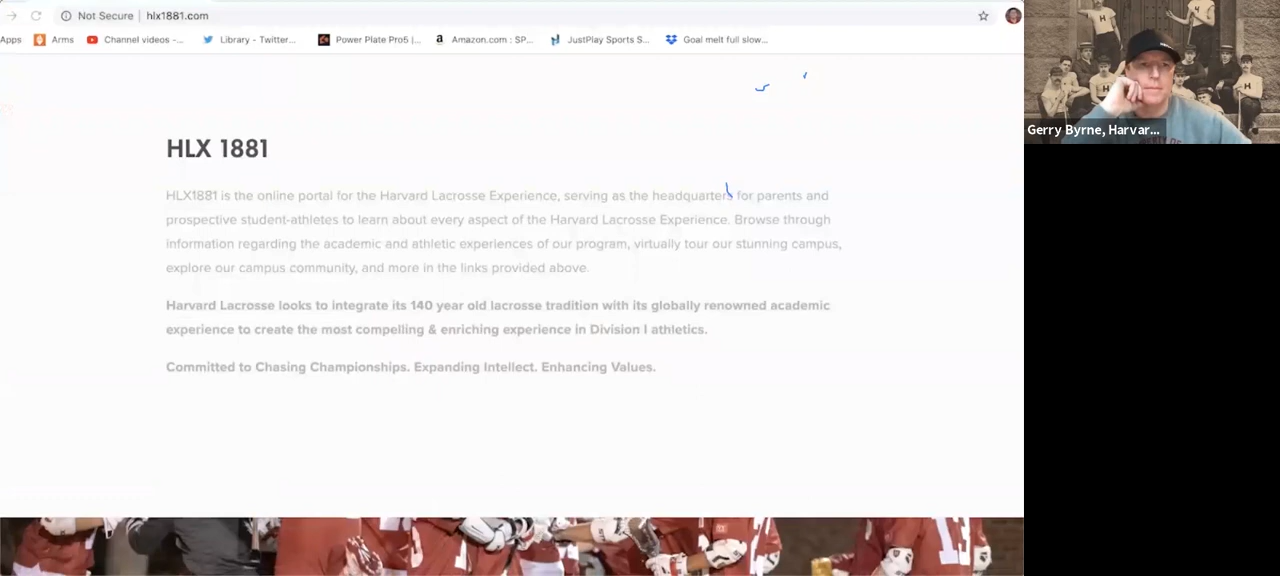 Not Secure | hlx1881.com
Apps Arms Channel videos -... Library - Twitter... Power Plate Pro5 |... Amazon.com : SP... JustPlay Sports S... Goal melt full slow...
HLX 1881
HLX1881 is the online portal for the Harvard Lacrosse Experience, serving as the headquarters for parents and
prospective student-athletes to learn about every aspect of the Harvard Lacrosse Experience. Browse through
information regarding the academic and athletic experiences of our program, virtually tour our stunning campus,
explore our campus community, and more in the links provided above.
Harvard Lacrosse looks to integrate its 140 year old lacrosse tradition with its globally renowned academic
experience to create the most compelling & enriching experience in Division I athletics.
Committed to Chasing Championships. Expanding Intellect. Enhancing Values.
H H H H H
Gerry Byrne, Harvar...
13